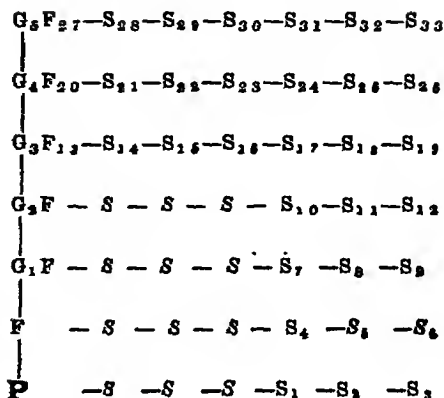 G₅F₂₇—S₂₈—S₂₉—S₃₀—S₃₁—S₃₂—S₃₃
G₄F₂₀—S₂₁—S₂₂—S₂₃—S₂₄—S₂₅—S₂₆
G₃F₁₃—S₁₄—S₁₅—S₁₆—S₁₇—S₁₈—S₁₉
G₂F — S — S — S — S₁₀—S₁₁—S₁₂
G₁F — S — S — S — S₇ —S₈ —S₉
F — S — S — S — S₄ —S₅ —S₆
P —S — S — S — S₁ — S₂ — S₃